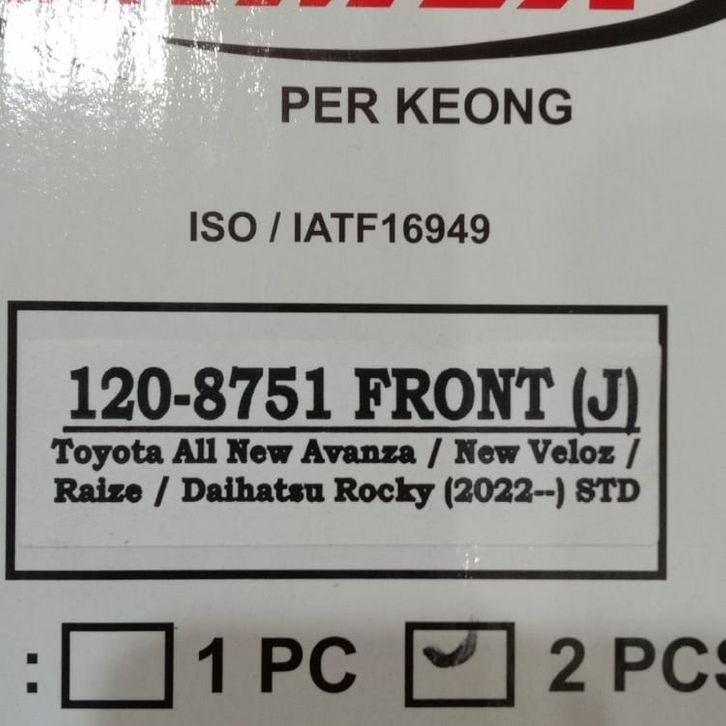 PER KEONG
ISO / IATF16949
120-8751 FRONT (J)
Toyota All New Avanza / New Veloz /
Raize / Daihatsu Rocky (2022--) STD
: 1 PC 2 PCS